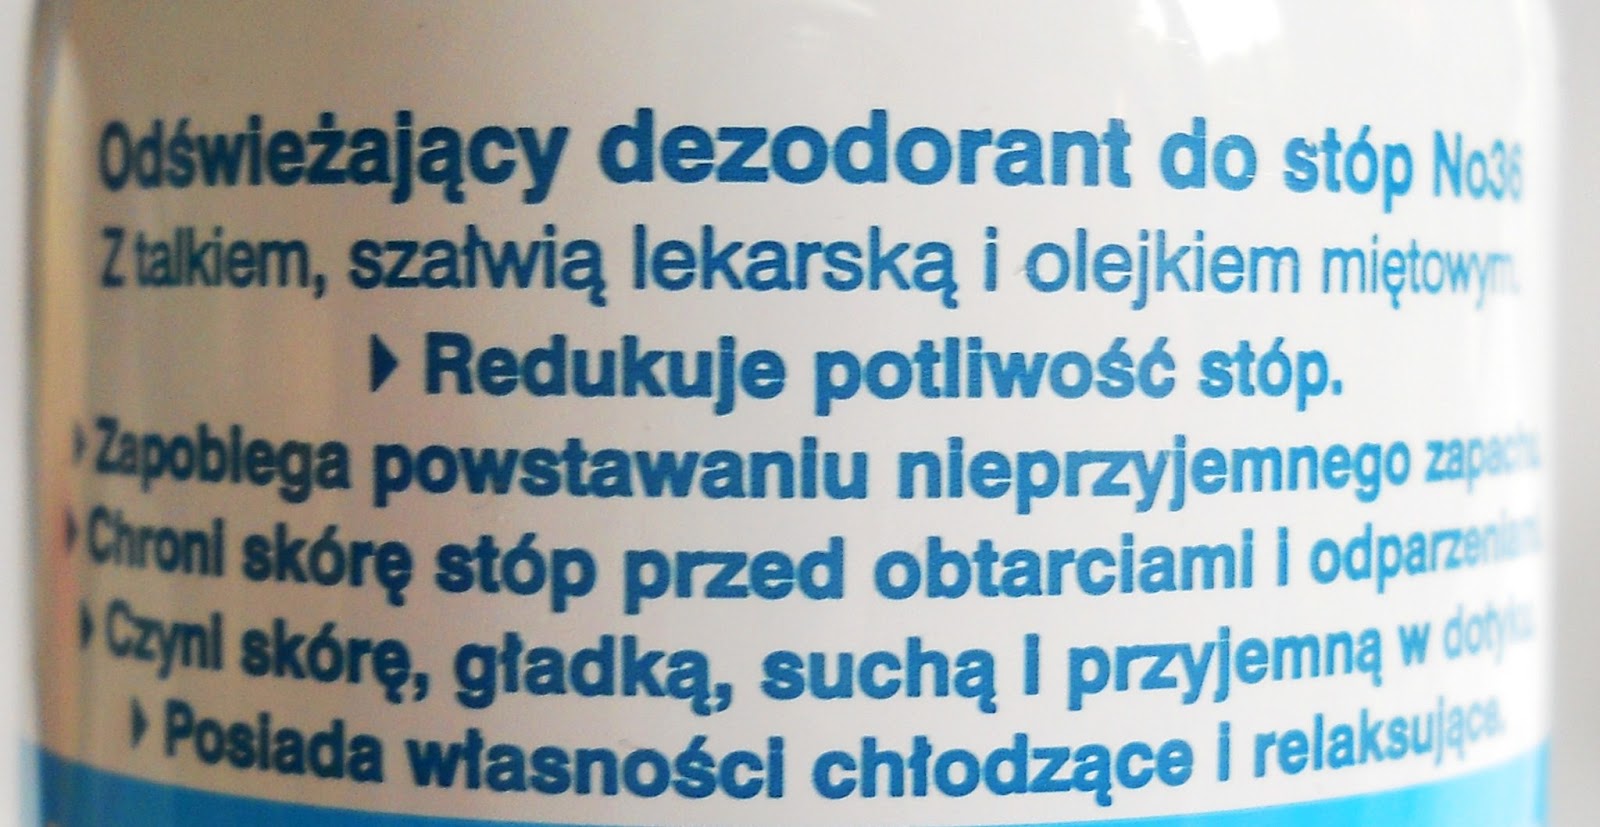 Odświeżający dezodorant do stóp No36
Z talkiem, szałwią lekarską i olejkiem miętowym.
Redukuje potliwość stóp.
Zapobiega powstawaniu nieprzyjemnego zapachu.
Chroni skórę stóp przed obtarciami i odparzeniami.
Czyni skórę, gładką, suchą i przyjemną w dotyku.
Posiada własności chłodzące i relaksujące.